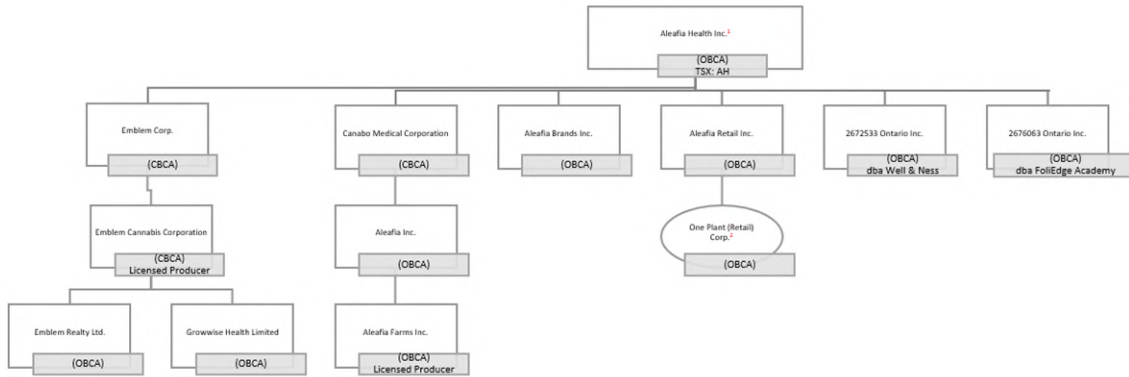 Aleafia Health Inc.¹
(OBCA)
TSX: AH
Emblem Corp.
(CBCA)
Canabo Medical Corporation
(CBCA)
Aleafia Brands Inc.
(OBCA)
Aleafia Retail Inc.
(OBCA)
2672533 Ontario Inc.
(OBCA)
dba Well & Ness
2676063 Ontario Inc.
(OBCA)
dba FoliEdge Academy
Emblem Cannabis Corporation
(CBCA)
Licensed Producer
Aleafia Inc.
(OBCA)
One Plant (Retail)
Corp.²
(OBCA)
Emblem Realty Ltd.
(OBCA)
Growwise Health Limited
(OBCA)
Aleafia Farms Inc.
(OBCA)
Licensed Producer